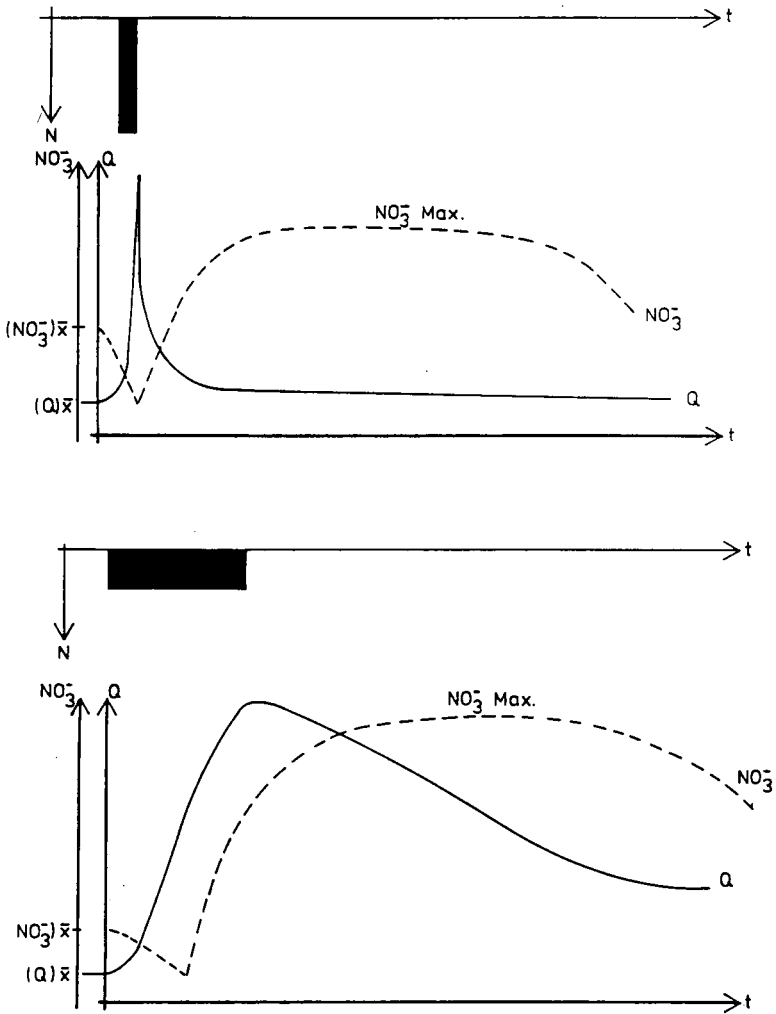 t
N
NO₃⁻ Q
NO₃⁻ Max.
(NO₃⁻)x̄
NO₃⁻
(Q)x̄
Q
t
t
N
NO₃⁻ Q
NO₃⁻ Max.
NO₃⁻
Q
NO₃⁻)x̄
(Q)x̄
t